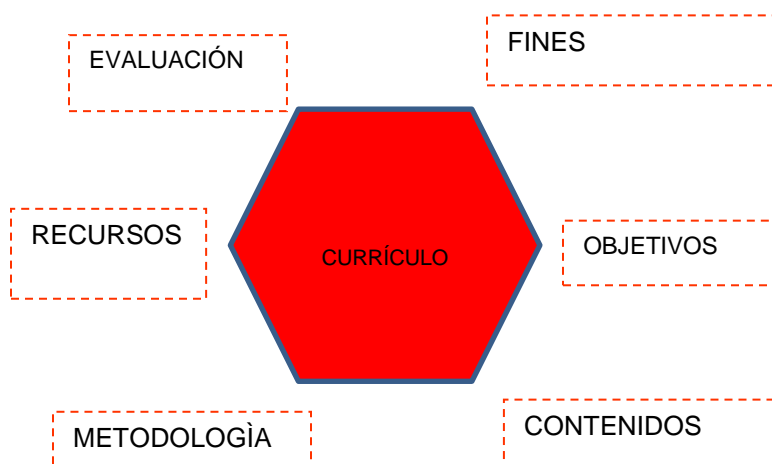 EVALUACIÓN
FINES
RECURSOS
CURRÍCULO
OBJETIVOS
METODOLOGÌA
CONTENIDOS